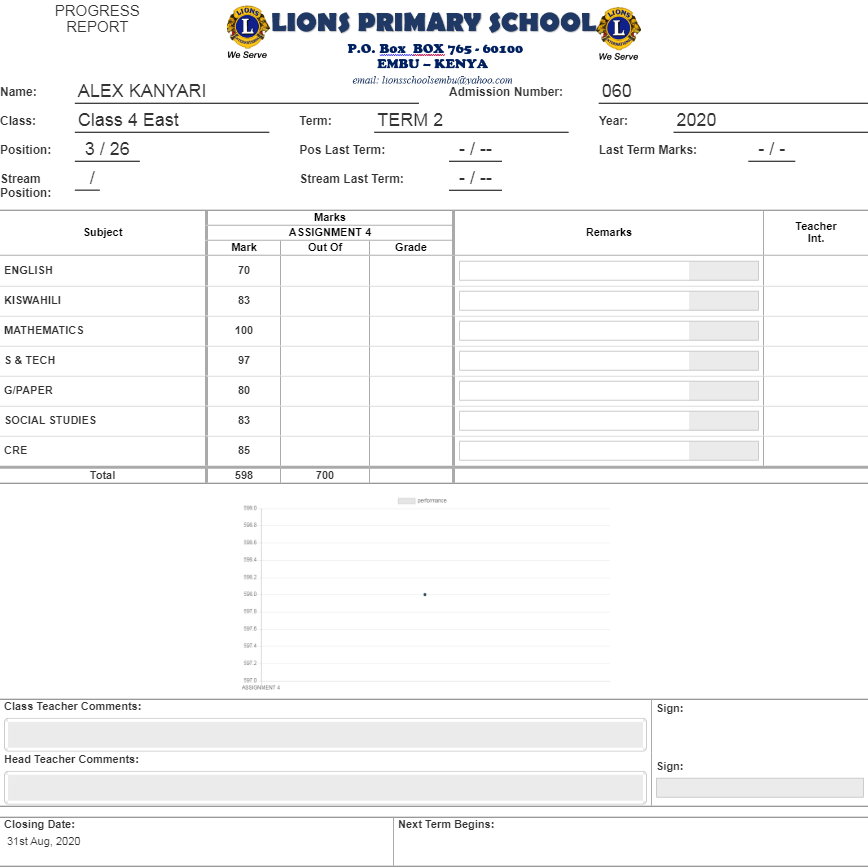 PROGRESS
REPORT
LIONS PRIMARY SCHOOL
P.O. Box BOX 765 - 60100
EMBU – KENYA
email: lionsschoolsembu@yahoo.com
LIONS
L
INTERNATIONAL
We Serve
LIONS
L
INTERNATIONAL
We Serve
Name: ALEX KANYARI Admission Number: 060
Class: Class 4 East Term: TERM 2 Year: 2020
Position: 3 / 26 Pos Last Term: - / -- Last Term Marks: - / -
Stream Position: / Stream Last Term: - / --
Subject Marks Remarks Teacher Int.
ASSIGNMENT 4
Mark Out Of Grade
ENGLISH 70
KISWAHILI 83
MATHEMATICS 100
S & TECH 97
G/PAPER 80
SOCIAL STUDIES 83
CRE 85
Total 598 700
performance
599.0
598.8
598.6
598.4
598.2
598.0
597.8
597.6
597.4
597.2
597.0
ASSIGNMENT 4
Class Teacher Comments: Sign:
Head Teacher Comments: Sign:
Closing Date: Next Term Begins:
31st Aug, 2020